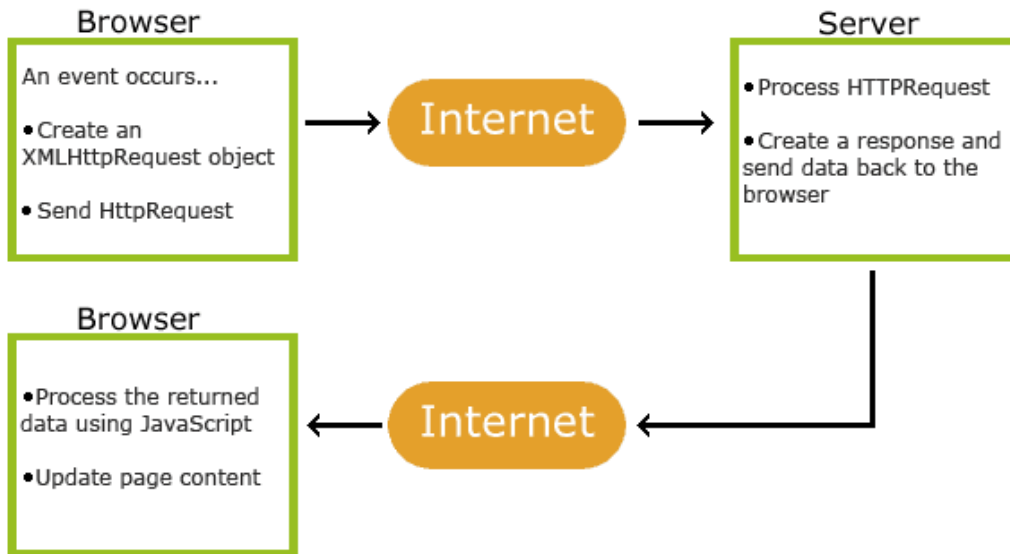 Browser
An event occurs...
•Create an
XMLHttpRequest object
•Send HttpRequest
Internet
Server
•Process HTTPRequest
•Create a response and
send data back to the
browser
Browser
•Process the returned
data using JavaScript
•Update page content
Internet